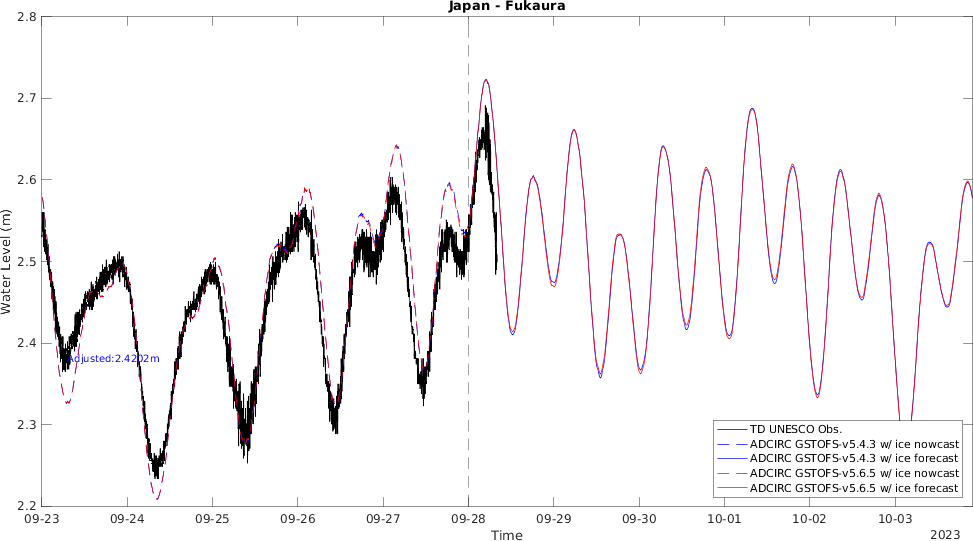 Japan - Fukaura
Water Level (m)
2.8
2.7
2.6
2.5
2.4
2.3
2.2
Adjusted:2.4202m
TD UNESCO Obs.
ADCIRC GSTOFS-v5.4.3 w/ ice nowcast
ADCIRC GSTOFS-v5.4.3 w/ ice forecast
ADCIRC GSTOFS-v5.6.5 w/ ice nowcast
ADCIRC GSTOFS-v5.6.5 w/ ice forecast
09-23 09-24 09-25 09-26 09-27 09-28 09-29 09-30 10-01 10-02 10-03
Time
2023